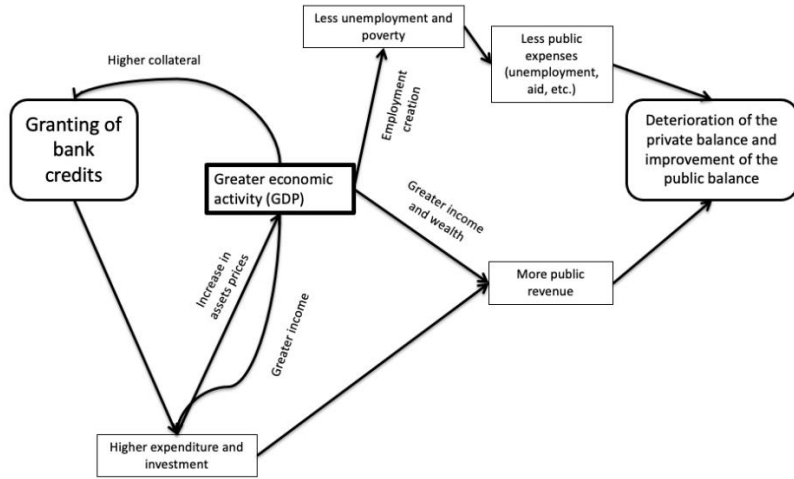 Less unemployment and
poverty
Less public
expenses
(unemployment,
aid, etc.)
Higher collateral
Granting of
bank
credits
Employment
creation
Deterioration of the
private balance and
improvement of the
public balance
Greater economic
activity (GDP)
Greater income
and wealth
Increase in
assets prices
Greater income
More public
revenue
Higher expenditure and
investment